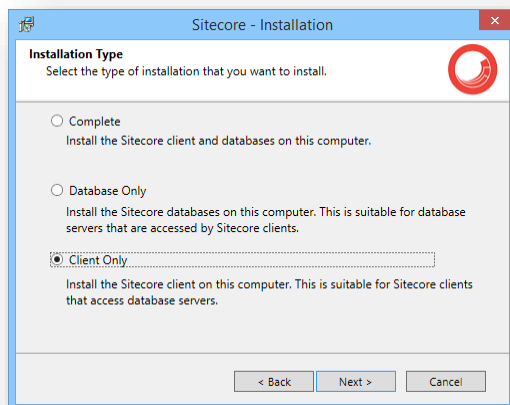 Sitecore - Installation
Installation Type
Select the type of installation that you want to install.
Complete
Install the Sitecore client and databases on this computer.
Database Only
Install the Sitecore databases on this computer. This is suitable for database
servers that are accessed by Sitecore clients.
Client Only
Install the Sitecore client on this computer. This is suitable for Sitecore clients
that access database servers.
< Back
Next >
Cancel